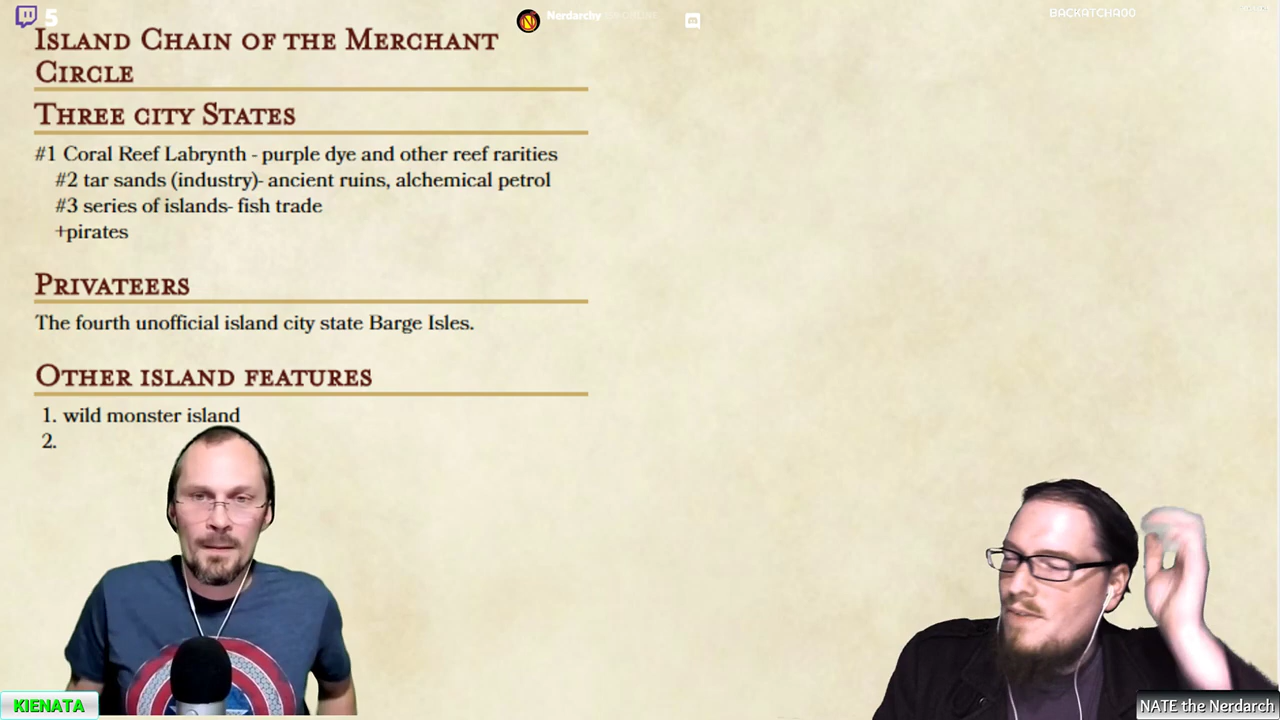 5
Nerdarchy
BACKATCHA00
Island Chain of the Merchant
Circle
Three city States
#1 Coral Reef Labrynth - purple dye and other reef rarities
#2 tar sands (industry)- ancient ruins, alchemical petrol
#3 series of islands- fish trade
+pirates
Privateers
The fourth unofficial island city state Barge Isles.
Other island features
1. wild monster island
2.
KIENATA
NATE the Nerdarch